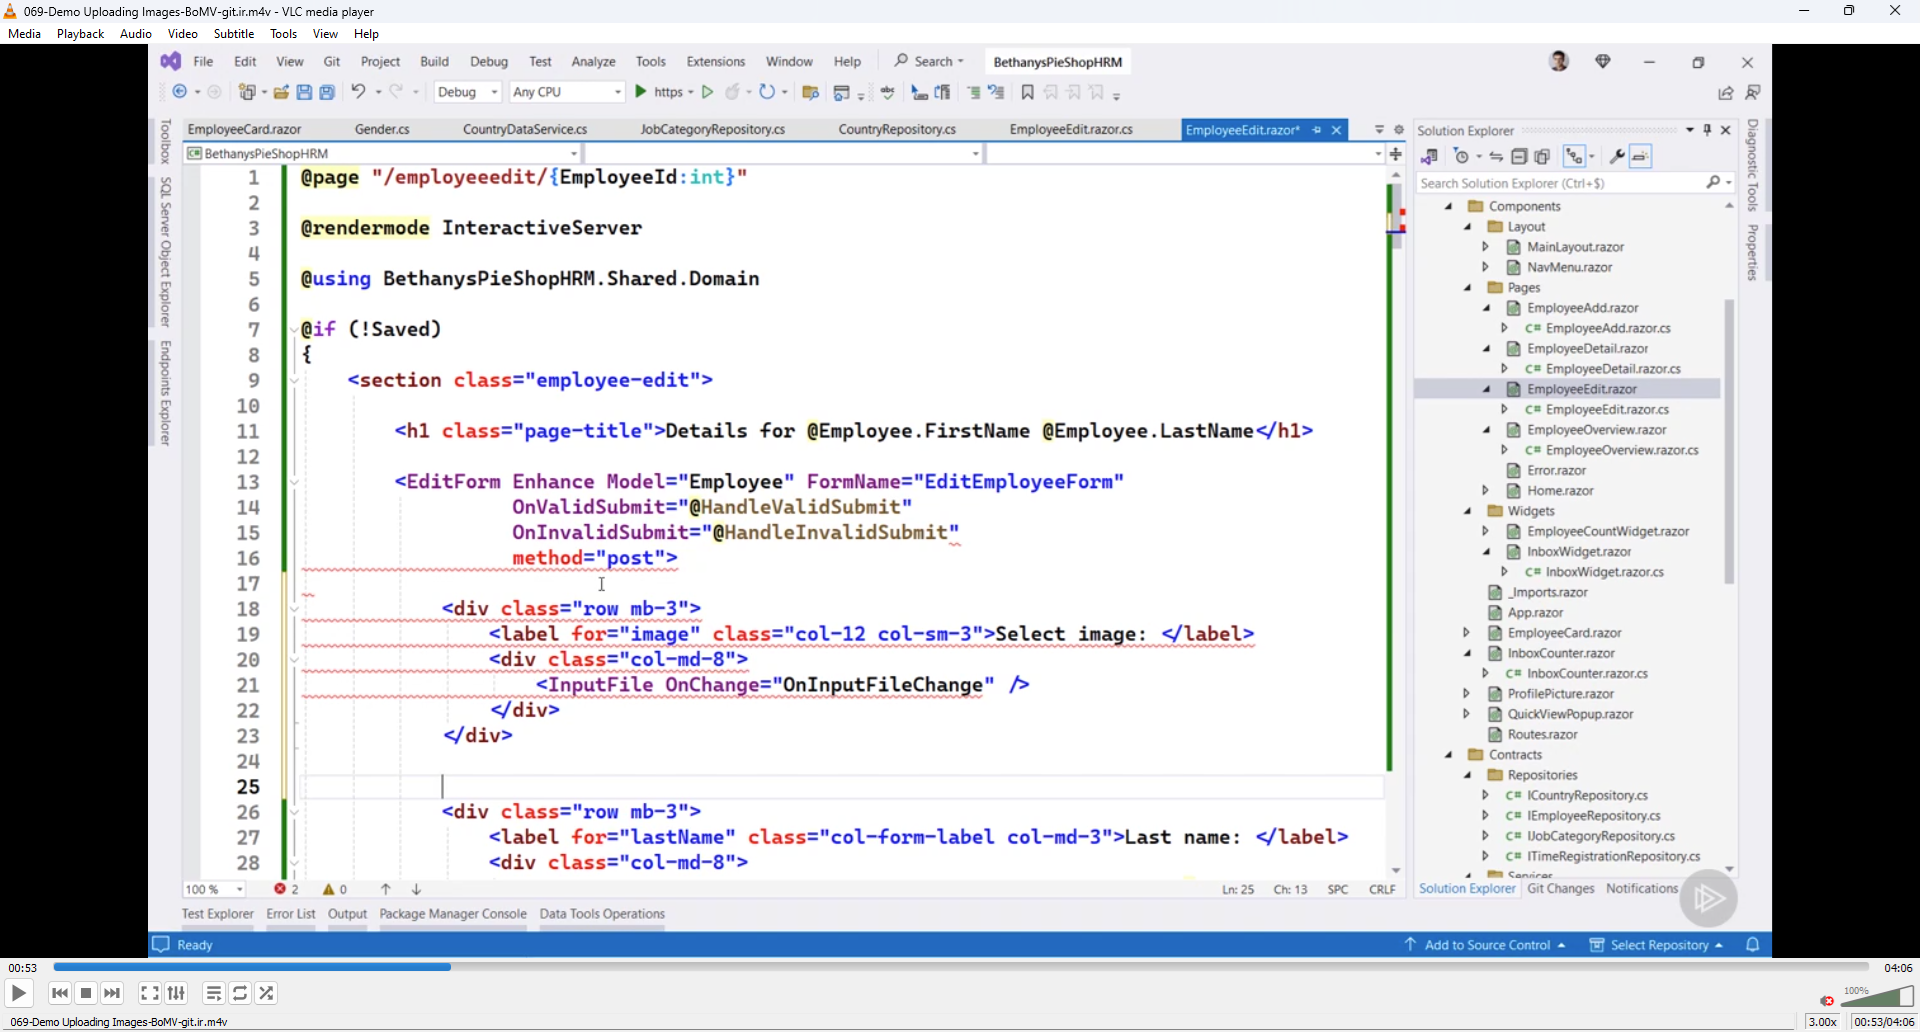 069-Demo Uploading Images-BoMV-git.ir.m4v - VLC media player
Media Playback Audio Video Subtitle Tools View Help
File Edit View Git Project Build Debug Test Analyze Tools Extensions Window Help Search BethanysPieShopHRM
Debug Any CPU https
EmployeeCard.razor Gender.cs CountryDataService.cs JobCategoryRepository.cs CountryRepository.cs EmployeeEdit.razor.cs EmployeeEdit.razor*
BethanysPieShopHRM
Toolbox
SQL Server Object Explorer
Endpoints Explorer
1 @page "/employeeedit/{EmployeeId:int}"
2
3 @rendermode InteractiveServer
4
5 @using BethanysPieShopHRM.Shared.Domain
6
7 @if (!Saved)
8 {
9 <section class="employee-edit">
10
11 <h1 class="page-title">Details for @Employee.FirstName @Employee.LastName</h1>
12
13 <EditForm Enhance Model="Employee" FormName="EditEmployeeForm"
14 OnValidSubmit="@HandleValidSubmit"
15 OnInvalidSubmit="@HandleInvalidSubmit"
16 method="post">
17
18 <div class="row mb-3">
19 <label for="image" class="col-12 col-sm-3">Select image: </label>
20 <div class="col-md-8">
21 <InputFile OnChange="OnInputFileChange" />
22 </div>
23 </div>
24
25
26 <div class="row mb-3">
27 <label for="lastName" class="col-form-label col-md-3">Last name: </label>
28 <div class="col-md-8">
100 % 2 0 Ln: 25 Ch: 13 SPC CRLF
Solution Explorer
Search Solution Explorer (Ctrl+$)
Components
Layout
MainLayout.razor
NavMenu.razor
Pages
EmployeeAdd.razor
C# EmployeeAdd.razor.cs
EmployeeDetail.razor
C# EmployeeDetail.razor.cs
EmployeeEdit.razor
C# EmployeeEdit.razor.cs
EmployeeOverview.razor
C# EmployeeOverview.razor.cs
Error.razor
Home.razor
Widgets
EmployeeCountWidget.razor
InboxWidget.razor
C# InboxWidget.razor.cs
_Imports.razor
App.razor
EmployeeCard.razor
InboxCounter.razor
C# InboxCounter.razor.cs
ProfilePicture.razor
QuickViewPopup.razor
Routes.razor
Contracts
Repositories
C# ICountryRepository.cs
C# IEmployeeRepository.cs
C# IJobCategoryRepository.cs
C# ITimeRegistrationRepository.cs
Services
Solution Explorer Git Changes Notifications
Diagnostic Tools
Properties
Test Explorer Error List Output Package Manager Console Data Tools Operations
Ready Add to Source Control Select Repository
00:53 04:06
100%
069-Demo Uploading Images-BoMV-git.ir.m4v 3.00x 00:53/04:06